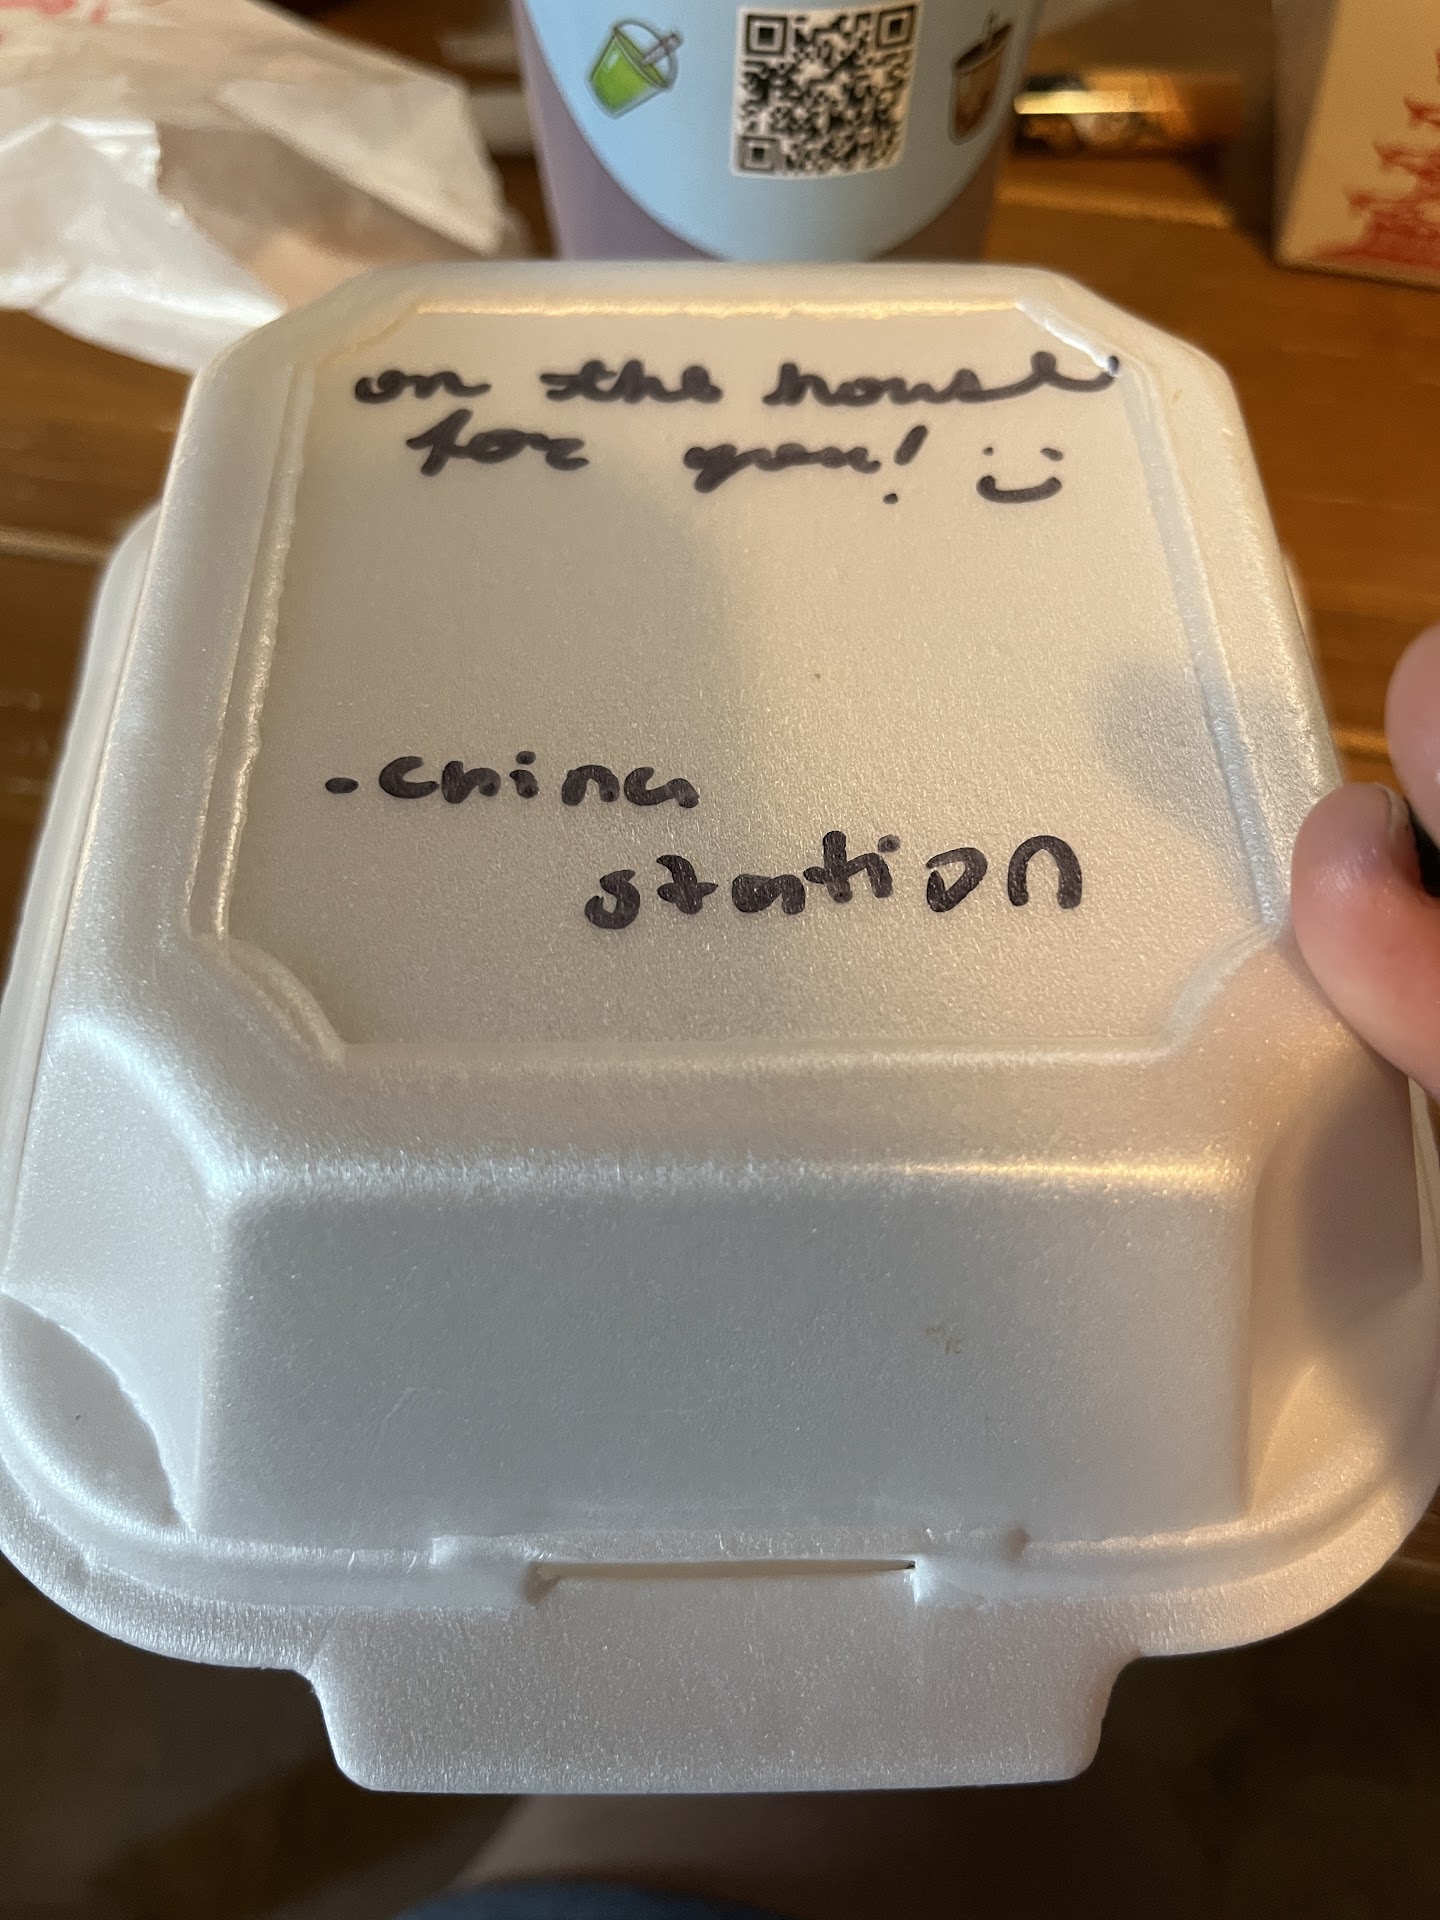 on the house
for you! :)
- china
station